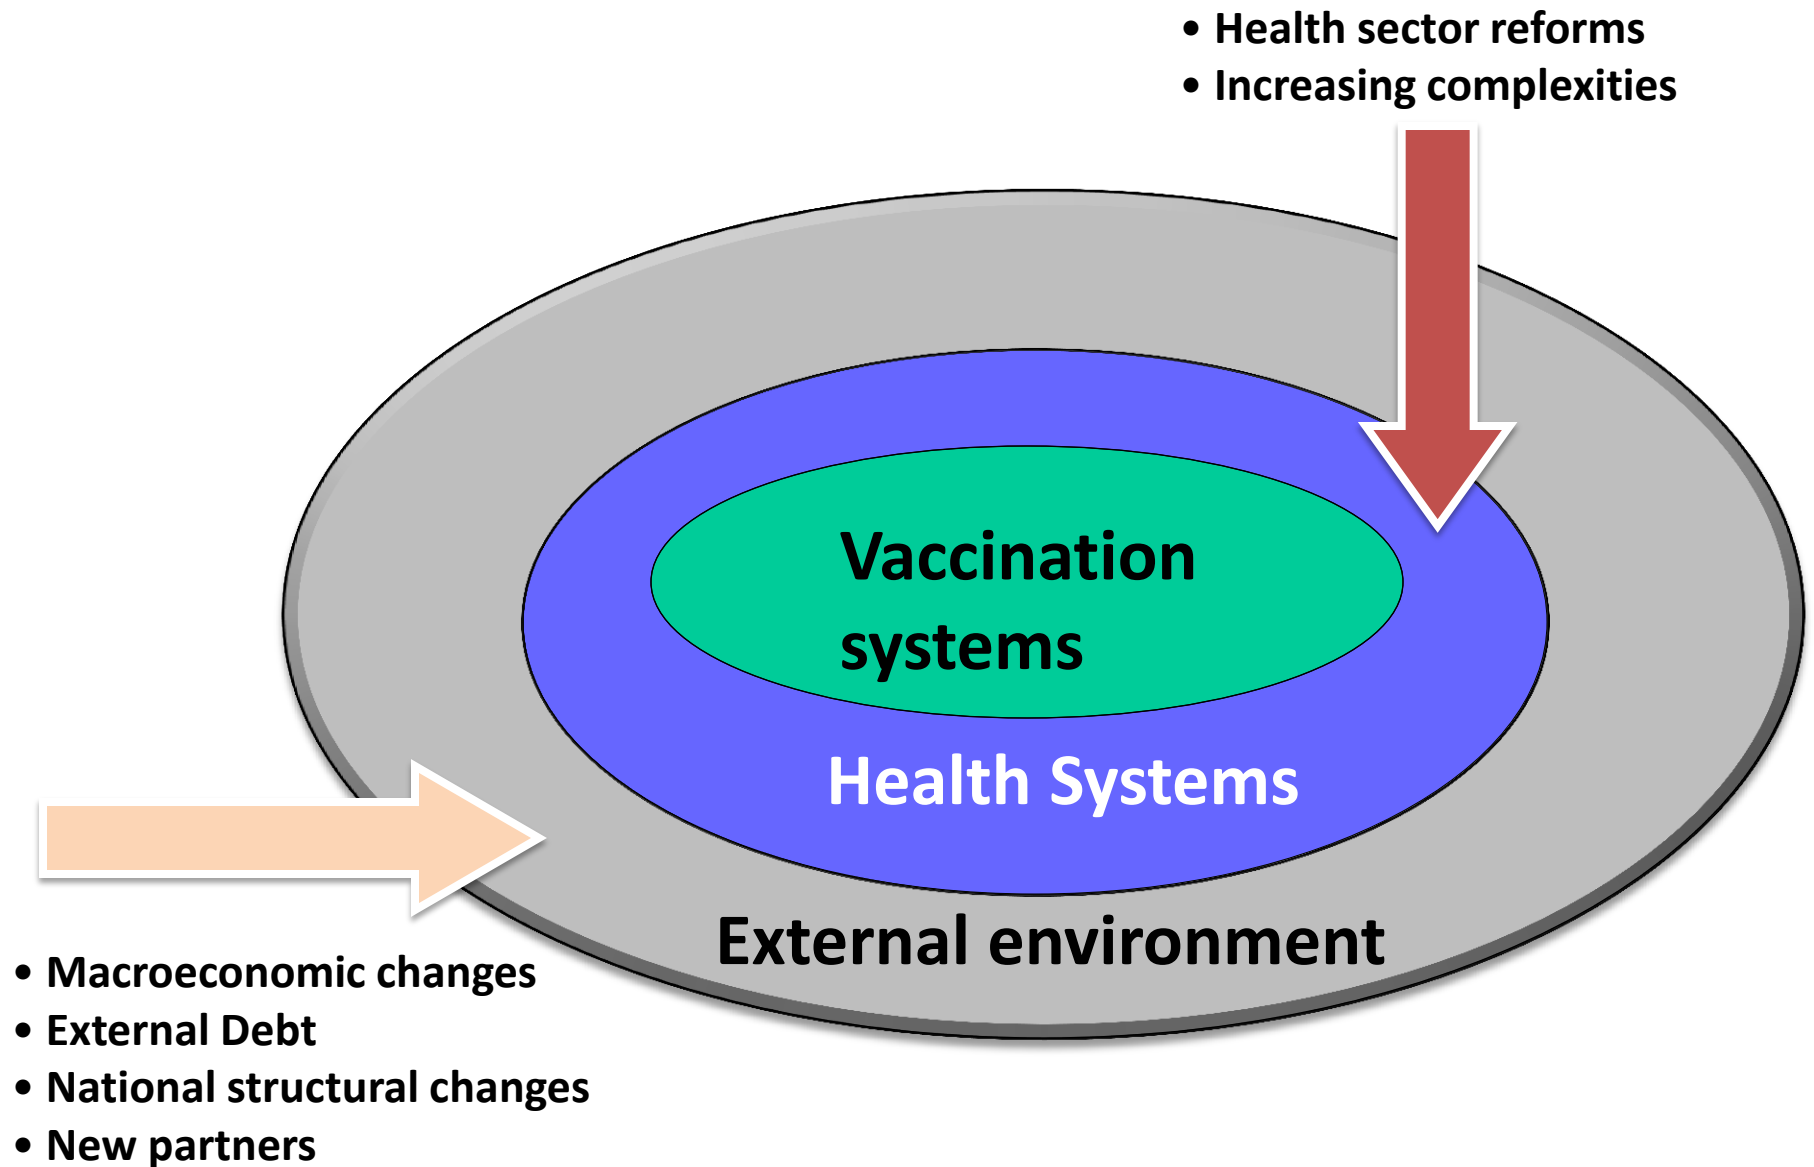 • Health sector reforms
• Increasing complexities
Vaccination
systems
Health Systems
External environment
• Macroeconomic changes
• External Debt
• National structural changes
• New partners